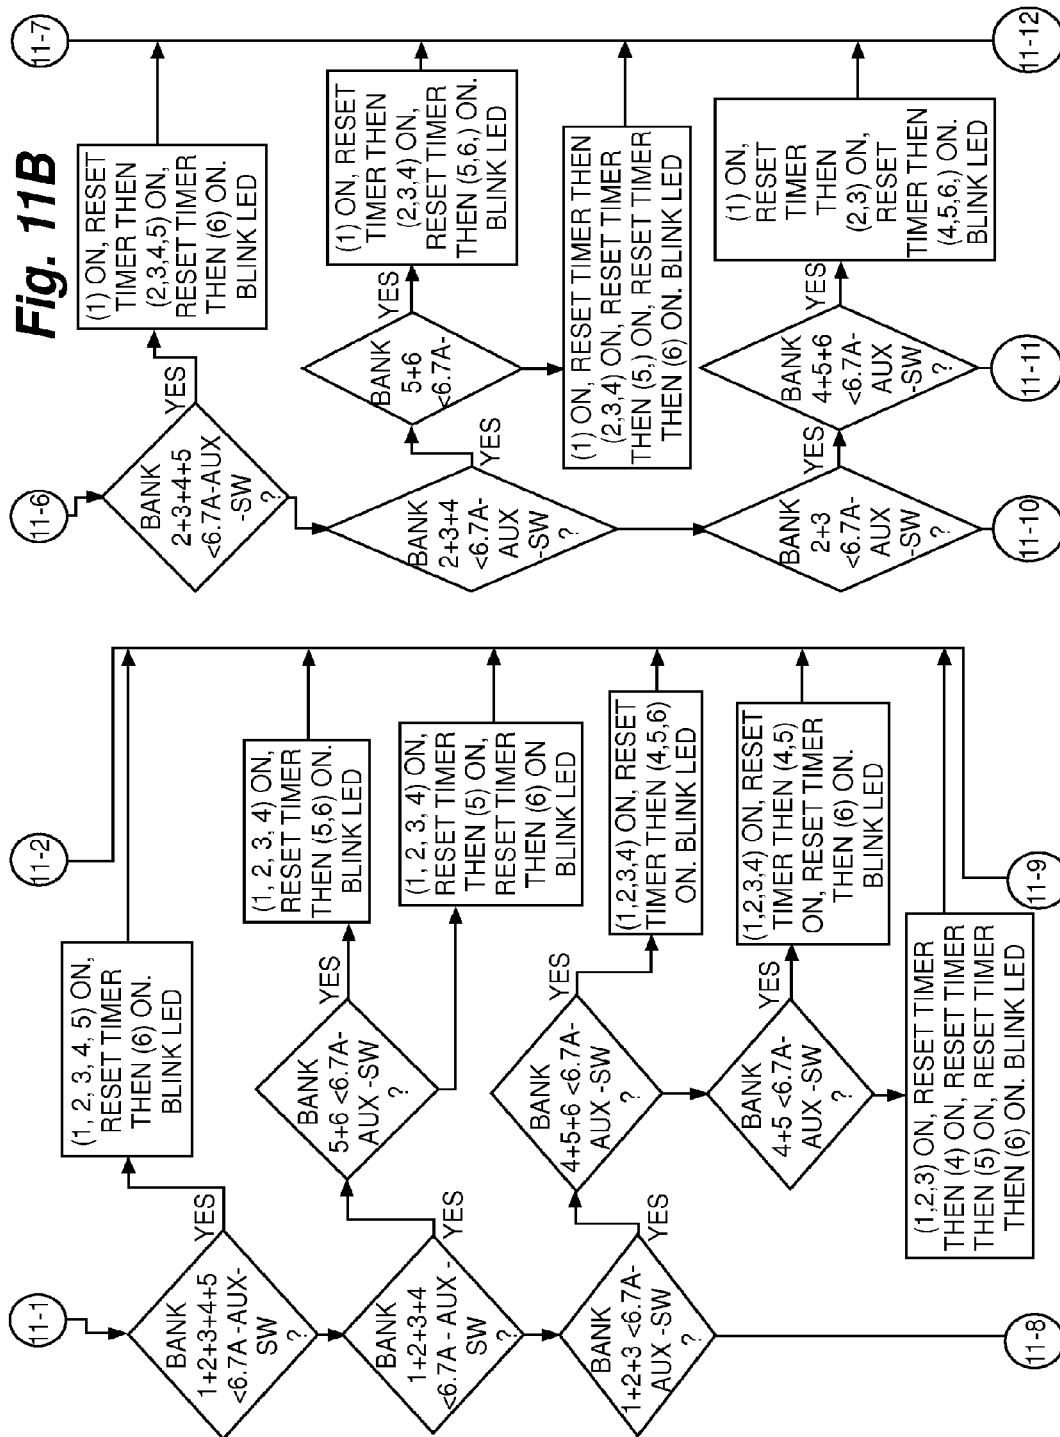 Fig. 11B
11-1
BANK
1+2+3+4+5
<6.7A-AUX-
SW
?
YES
(1, 2, 3, 4, 5) ON,
RESET TIMER
THEN (6) ON.
BLINK LED
11-2
BANK
1+2+3+4
<6.7A - AUX -
SW
?
YES
BANK
5+6 <6.7A-
AUX -SW
?
YES
(1, 2, 3, 4) ON,
RESET TIMER
THEN (5,6) ON.
BLINK LED
(1, 2, 3, 4) ON,
RESET TIMER
THEN (5) ON,
RESET TIMER
THEN (6) ON
BLINK LED
BANK
1+2+3 <6.7A-
AUX -SW
?
YES
BANK
4+5+6 <6.7A-
AUX -SW
?
YES
(1,2,3,4) ON, RESET
TIMER THEN (4,5,6)
ON. BLINK LED
BANK
4+5 <6.7A-
AUX -SW
?
YES
(1,2,3,4) ON, RESET
TIMER THEN (4,5)
ON, RESET TIMER
THEN (6) ON.
BLINK LED
(1,2,3) ON, RESET TIMER
THEN (4) ON, RESET TIMER
THEN (5) ON, RESET TIMER
THEN (6) ON. BLINK LED
11-8
11-9
11-6
BANK
2+3+4+5
<6.7A-AUX
-SW
?
YES
(1) ON, RESET
TIMER THEN
(2,3,4,5) ON,
RESET TIMER
THEN (6) ON.
BLINK LED
11-7
BANK
2+3+4
<6.7A-
AUX
-SW
?
YES
BANK
5+6
<6.7A-
YES
(1) ON, RESET
TIMER THEN
(2,3,4) ON,
RESET TIMER
THEN (5,6,) ON.
BLINK LED
(1) ON, RESET TIMER THEN
(2,3,4) ON, RESET TIMER
THEN (5,) ON, RESET TIMER
THEN (6) ON. BLINK LED
BANK
2+3
<6.7A-
AUX
-SW
?
YES
BANK
4+5+6
<6.7A-
AUX
-SW
?
YES
(1) ON,
RESET
TIMER
THEN
(2,3) ON,
RESET
TIMER THEN
(4,5,6,) ON.
BLINK LED
11-10
11-11
11-12